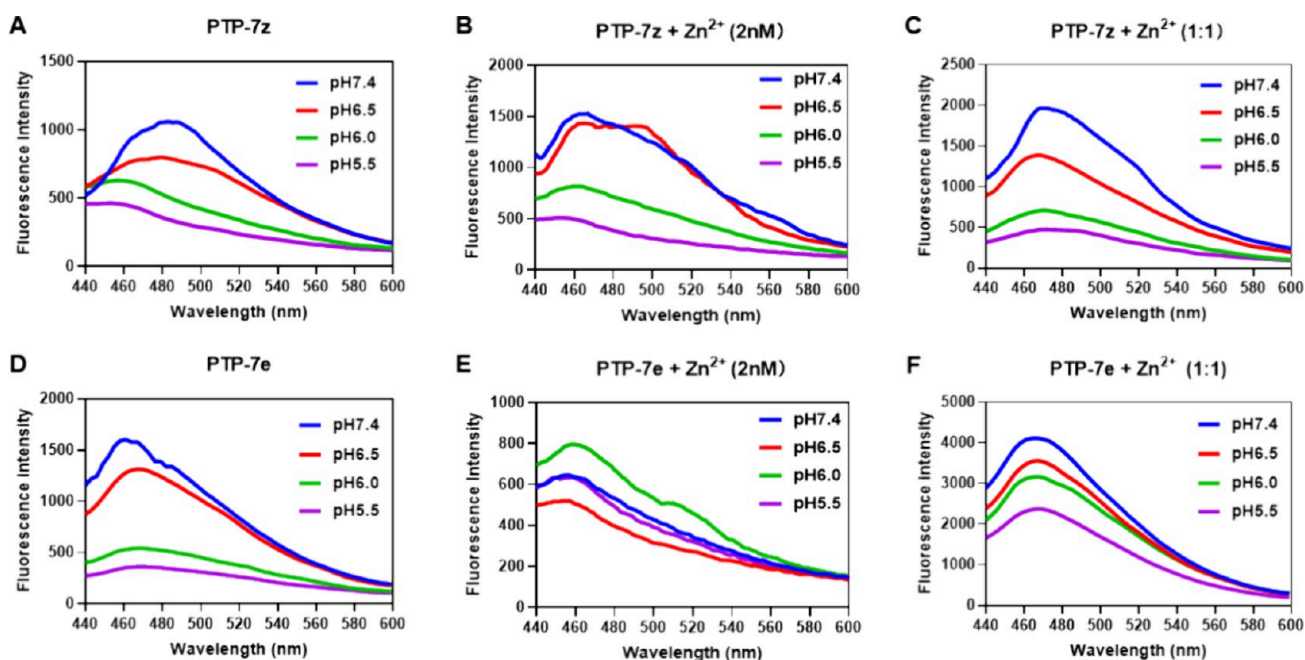 A
PTP-7z
Fluorescence Intensity
1500
1000
500
0
pH7.4
pH6.5
pH6.0
pH5.5
440 460 480 500 520 540 560 580 600
Wavelength (nm)
B
PTP-7z + Zn²⁺ (2nM)
Fluorescence Intensity
2000
1500
1000
500
0
pH7.4
pH6.5
pH6.0
pH5.5
440 460 480 500 520 540 560 580 600
Wavelength (nm)
C
PTP-7z + Zn²⁺ (1:1)
Fluorescence Intensity
2500
2000
1500
1000
500
0
pH7.4
pH6.5
pH6.0
pH5.5
440 460 480 500 520 540 560 580 600
Wavelength (nm)
D
PTP-7e
Fluorescence Intensity
2000
1500
1000
500
0
pH7.4
pH6.5
pH6.0
pH5.5
440 460 480 500 520 540 560 580 600
Wavelength (nm)
E
PTP-7e + Zn²⁺ (2nM)
Fluorescence Intensity
1000
800
600
400
200
0
pH7.4
pH6.5
pH6.0
pH5.5
440 460 480 500 520 540 560 580 600
Wavelength (nm)
F
PTP-7e + Zn²⁺ (1:1)
Fluorescence Intensity
5000
4000
3000
2000
1000
0
pH7.4
pH6.5
pH6.0
pH5.5
440 460 480 500 520 540 560 580 600
Wavelength (nm)